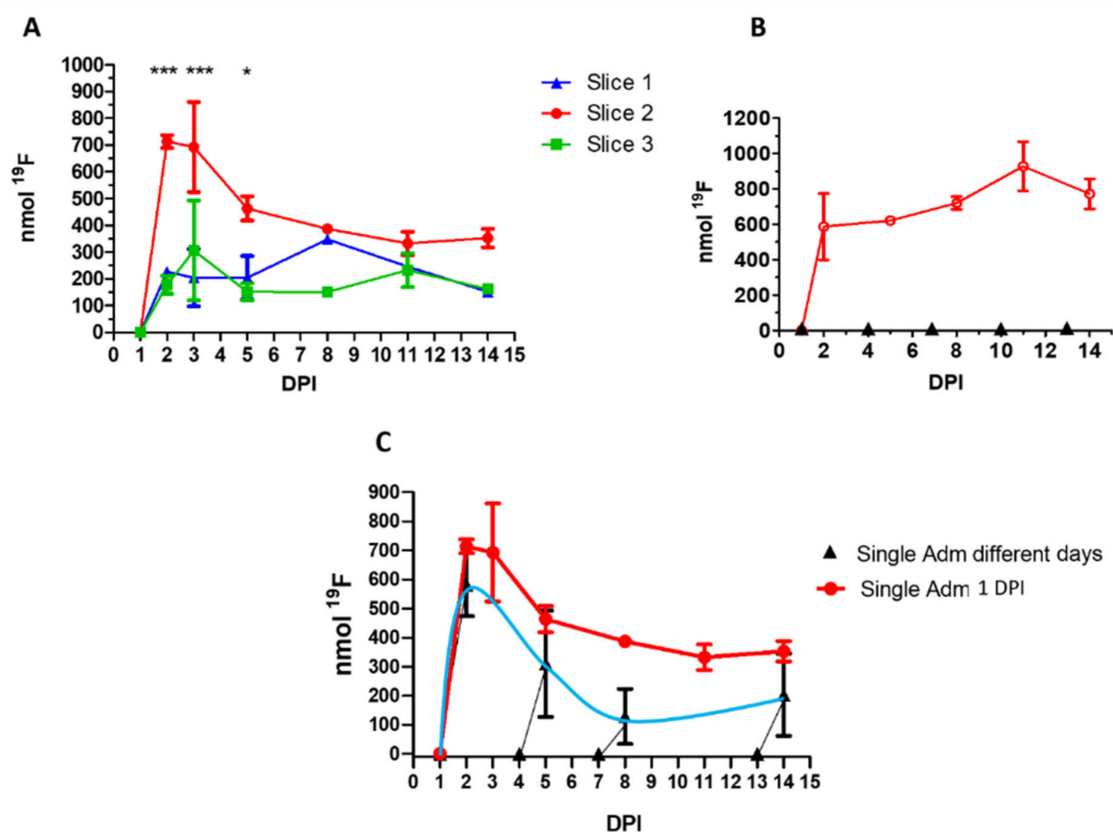 A
1000
900
800
700
600
500
400
300
200
100
0
nmol ¹⁹F
*** *** *
0 1 2 3 4 5 6 7 8 9 10 11 12 13 14 15
DPI
Slice 1
Slice 2
Slice 3
B
1200
1000
800
600
400
200
0
nmol ¹⁹F
0 2 4 6 8 10 12 14
DPI
C
900
800
700
600
500
400
300
200
100
0
nmol ¹⁹F
0 1 2 3 4 5 6 7 8 9 10 11 12 13 14 15
DPI
Single Adm different days
Single Adm 1 DPI